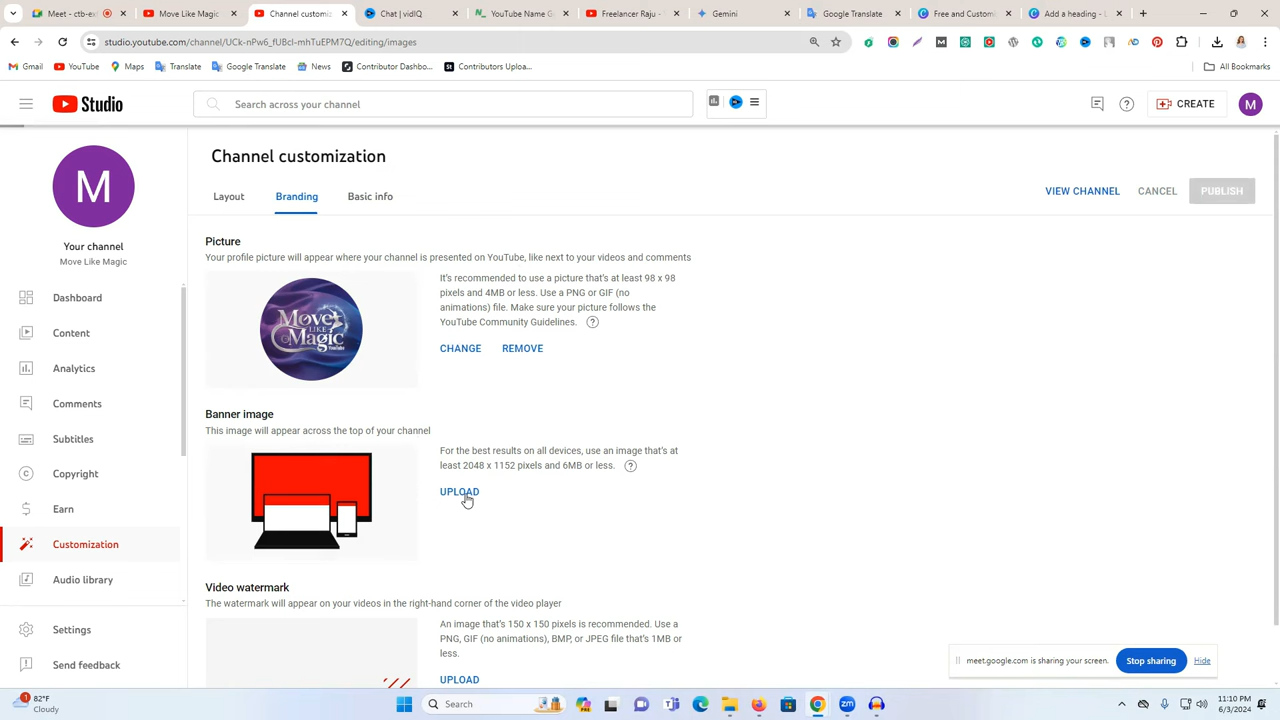 Meet - ctb-cex
Move Like Magic
Channel customization
Chat | vidIQ
YouTube Name G
Freelancer Raju -
Gemini
Google Translate
Free and Custom
Add a heading - L
studio.youtube.com/channel/UCk-nPw6_fUBcl-mhTuEPM7Q/editing/images
Gmail
YouTube
Maps
Translate
Google Translate
News
Contributor Dashbo...
Contributors Uploa...
All Bookmarks
Studio
Search across your channel
CREATE
M
M
Your channel
Move Like Magic
Dashboard
Content
Analytics
Comments
Subtitles
Copyright
Earn
Customization
Audio library
Settings
Send feedback
Channel customization
Layout
Branding
Basic info
VIEW CHANNEL
CANCEL
PUBLISH
Picture
Your profile picture will appear where your channel is presented on YouTube, like next to your videos and comments
Move
LIKE
Magic
YouTube
It's recommended to use a picture that's at least 98 x 98
pixels and 4MB or less. Use a PNG or GIF (no
animations) file. Make sure your picture follows the
YouTube Community Guidelines.
CHANGE
REMOVE
Banner image
This image will appear across the top of your channel
For the best results on all devices, use an image that's at
least 2048 x 1152 pixels and 6MB or less.
UPLOAD
Video watermark
The watermark will appear on your videos in the right-hand corner of the video player
An image that's 150 x 150 pixels is recommended. Use a
PNG, GIF (no animations), BMP, or JPEG file that's 1MB or
less.
UPLOAD
meet.google.com is sharing your screen.
Stop sharing
Hide
1
82°F
Cloudy
Search
11:10 PM
6/3/2024